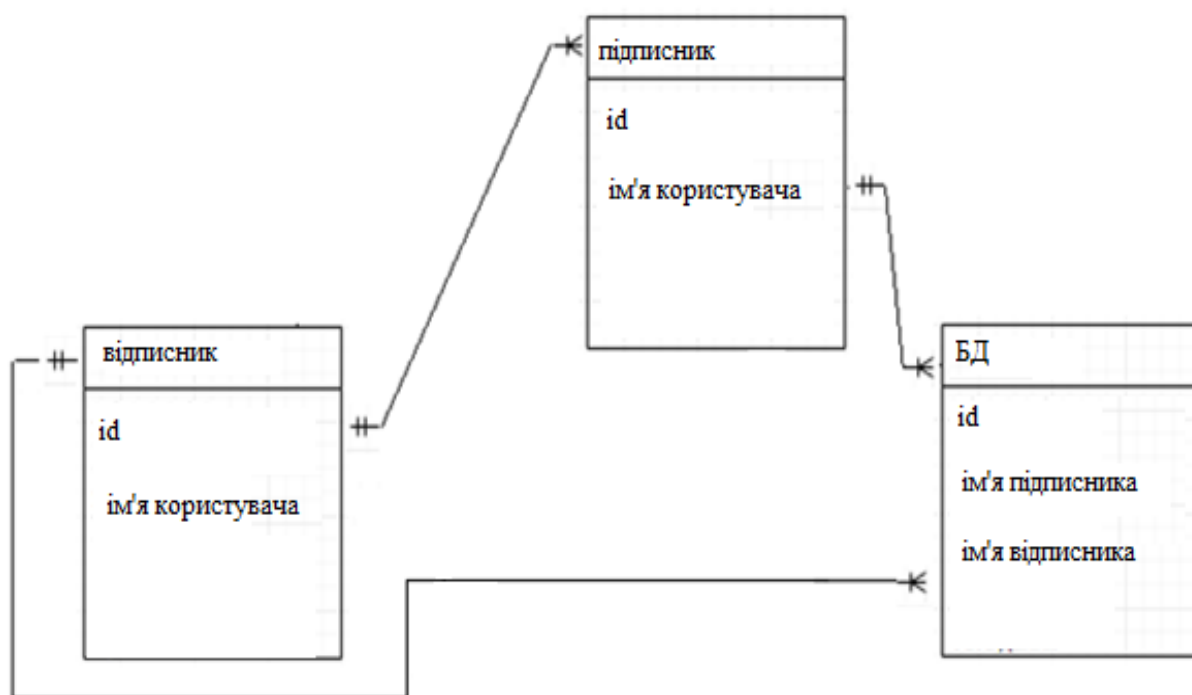 підписник
id
ім'я користувача
відписник
id
ім'я користувача
БД
id
ім'я підписника
ім'я відписника